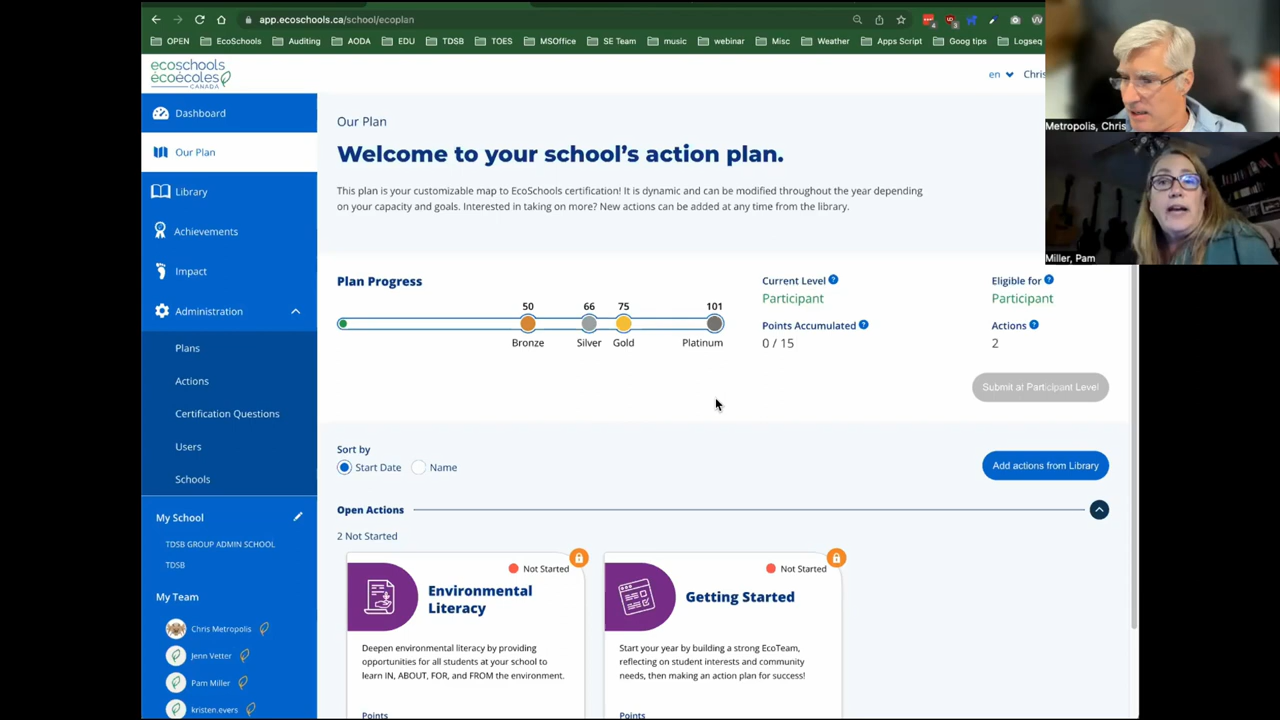 app.ecoschools.ca/school/ecoplan
OPEN EcoSchools Auditing AODA EDU TDSB TOES MSOffice SE Team music webinar Misc Weather Apps Script Goog tips Logseq
ecoschools
écoécoles
CANADA
en Chris
Metropolis, Chris
Miller, Pam
Dashboard
Our Plan
Library
Achievements
Impact
Administration
Plans
Actions
Certification Questions
Users
Schools
My School
TDSB GROUP ADMIN SCHOOL
TDSB
My Team
Chris Metropolis
Jenn Vetter
Pam Miller
kristen.evers
Our Plan
Welcome to your school's action plan.
This plan is your customizable map to EcoSchools certification! It is dynamic and can be modified throughout the year depending
on your capacity and goals. Interested in taking on more? New actions can be added at any time from the library.
Plan Progress
50 66 75 101
Bronze Silver Gold Platinum
Current Level ?
Participant
Points Accumulated ?
0 / 15
Eligible for ?
Participant
Actions ?
2
Submit at Participant Level
Sort by
Start Date Name
Add actions from Library
Open Actions
2 Not Started
Not Started
Environmental
Literacy
Deepen environmental literacy by providing
opportunities for all students at your school to
learn IN, ABOUT, FOR, and FROM the environment.
Points
Not Started
Getting Started
Start your year by building a strong EcoTeam,
reflecting on student interests and community
needs, then making an action plan for success!
Points